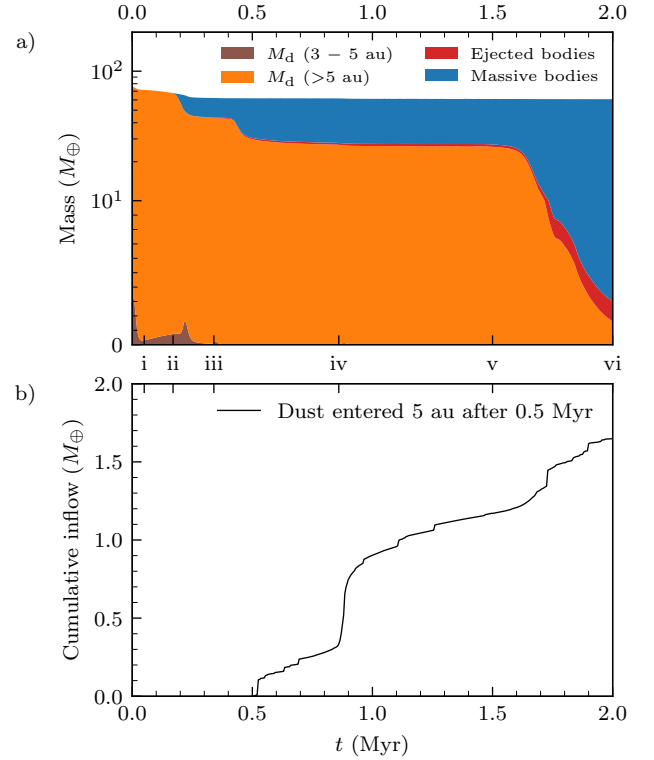 0.0 0.5 1.0 1.5 2.0
a)
M_d (3 − 5 au) Ejected bodies
M_d (>5 au) Massive bodies
10²
10¹
0
Mass (M_⊕)
i ii iii iv v vi
b)
Dust entered 5 au after 0.5 Myr
2.0
1.5
1.0
0.5
0.0
Cumulative inflow (M_⊕)
0.0 0.5 1.0 1.5 2.0
t (Myr)